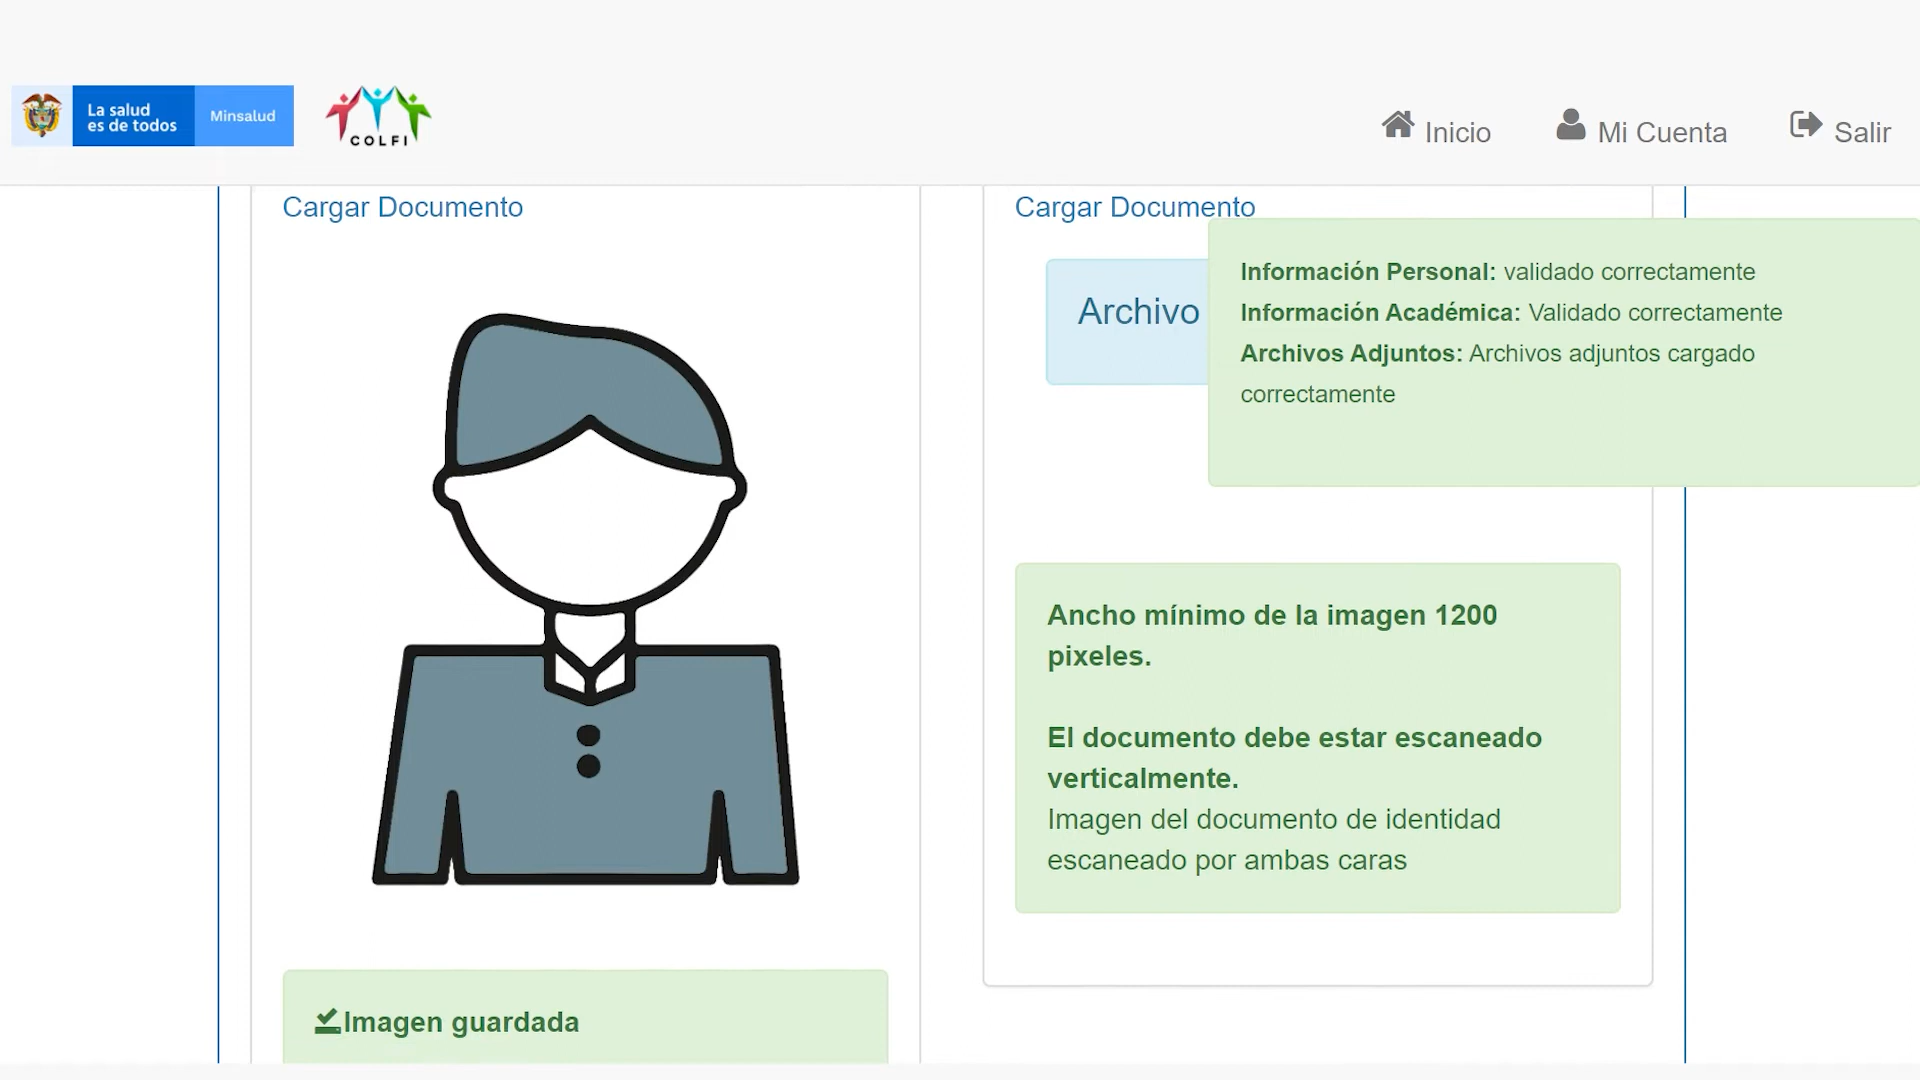 La salud
es de todos
Minsalud
COLFI
Inicio
Mi Cuenta
Salir
Cargar Documento
Imagen guardada
Cargar Documento
Archivo
Información Personal: validado correctamente
Información Académica: Validado correctamente
Archivos Adjuntos: Archivos adjuntos cargado
correctamente
Ancho mínimo de la imagen 1200
pixeles.
El documento debe estar escaneado
verticalmente.
Imagen del documento de identidad
escaneado por ambas caras